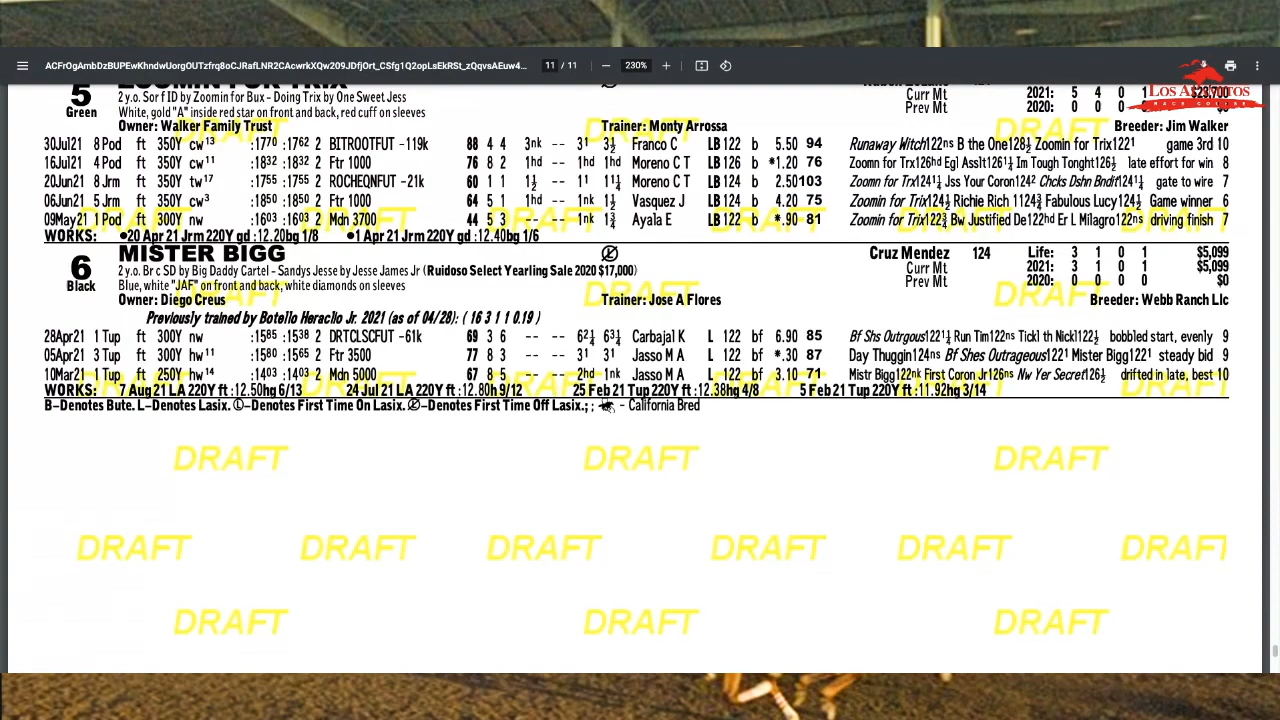 ACFrOgAmbDzBUPEwKhndwUorgOUTzfrq8oCJRafLNR2CAcwrkXQw209JDfjOrt_CSfg1Q2opLsEkRSt_zQqvsAEuw4... 11 / 11 — 230% +
LOS ALAMITOS
RACE COURSE
5 ZOOMIN FOR TRIX
Green 2 y.o. Sor f ID by Zoomin for Bux – Doing Trix by One Sweet Jess 2021: 5 4 0 1 $23,700
White, gold "A" inside red star on front and back, red cuff on sleeves Prev Mt 2020: 0 0 0
Owner: Walker Family Trust Trainer: Monty Arrossa Breeder: Jim Walker
30Jul21 8 Pod ft 350Y cw13 :1770 :1762 2 BITROOTFUT -119k 88 4 4 3nk -- 31 3½ Franco C LB 122 b 5.50 94 Runaway Witch122ns B the One128½ Zoomin for Trix1221 game 3rd 10
16Jul21 4 Pod ft 350Y cw11 :1832 :1832 2 Ftr 1000 76 8 2 1hd -- 1hd 1hd Moreno C T LB 126 b *1.20 76 Zoomn for Trx126hd Egl Asslt1261¼ Im Tough Tonght126½ late effort for win 8
20Jun21 8 Jrm ft 350Y tw17 :1755 :1755 2 ROCHEQNFUT -21k 60 1 1 1½ -- 11 11¼ Moreno C T LB 124 b 2.50 103 Zoomn for Trx1241¼ Jss Your Coron1242 Chcks Dshn Bndit1241¼ gate to wire 7
06Jun21 5 Jrm ft 350Y cw3 :1850 :1850 2 Ftr 1000 64 5 1 1hd -- 1nk 1½ Vasquez J LB 124 b 4.20 75 Zoomin for Trix124½ Richie Rich 1124¾ Fabulous Lucy124½ Game winner 6
09May21 1 Pod ft 300Y nw :1603 :1603 2 Mdn 3700 44 5 3 -- -- 1nk 1¾ Ayala E LB 122 b *.90 81 Zoomin for Trix122¾ Bw Justified De122hd Er L Milagro122ns driving finish 7
WORKS: ●20 Apr 21 Jrm 220Y gd :12.20bg 1/8 ●1 Apr 21 Jrm 220Y gd :12.40bg 1/6
6 MISTER BIGG Cruz Mendez 124 Life: 3 1 0 1 $5,099
Black 2 y.o. Br c SD by Big Daddy Cartel – Sandys Jesse by Jesse James Jr (Ruidoso Select Yearling Sale 2020 $17,000) Curr Mt 2021: 3 1 0 1 $5,099
Blue, white "JAF" on front and back, white diamonds on sleeves Prev Mt 2020: 0 0 0 0 $0
Owner: Diego Creus Trainer: Jose A Flores Breeder: Webb Ranch Llc
Previously trained by Botello Heraclio Jr. 2021 (as of 04/28): ( 16 3 1 1 0.19 )
28Apr21 1 Tup ft 300Y nw :1585 :1538 2 DRTCLSCFUT -61k 69 3 6 -- -- 62¼ 63¼ Carbajal K L 122 bf 6.90 85 Bf Shs Outrgous1221¼ Run Tim122ns Tickl th Nickl122½ bobbled start, evenly 9
05Apr21 3 Tup ft 300Y hw11 :1580 :1565 2 Ftr 3500 77 8 3 -- -- 31 31 Jasso M A L 122 bf *.30 87 Day Thuggin124ns Bf Shes Outrageous1221 Mister Bigg1221 steady bid 9
10Mar21 1 Tup ft 250Y hw14 :1403 :1403 2 Mdn 5000 67 8 5 -- -- 2hd 1nk Jasso M A L 122 bf 3.10 71 Mistr Bigg122nk First Coron Jr126ns Nw Yer Secret126½ drifted in late, best 10
WORKS: 7 Aug 21 LA 220Y ft :12.50hg 6/13 24 Jul 21 LA 220Y ft :12.80h 9/12 25 Feb 21 Tup 220Y ft :12.38hg 4/8 5 Feb 21 Tup 220Y ft :11.92hg 3/14
B–Denotes Bute. L–Denotes Lasix. Ⓛ–Denotes First Time On Lasix. Ⓛ–Denotes First Time Off Lasix.; ; - California Bred
DRAFT DRAFT DRAFT
DRAFT DRAFT DRAFT DRAFT DRAFT DRAFT
DRAFT DRAFT DRAFT